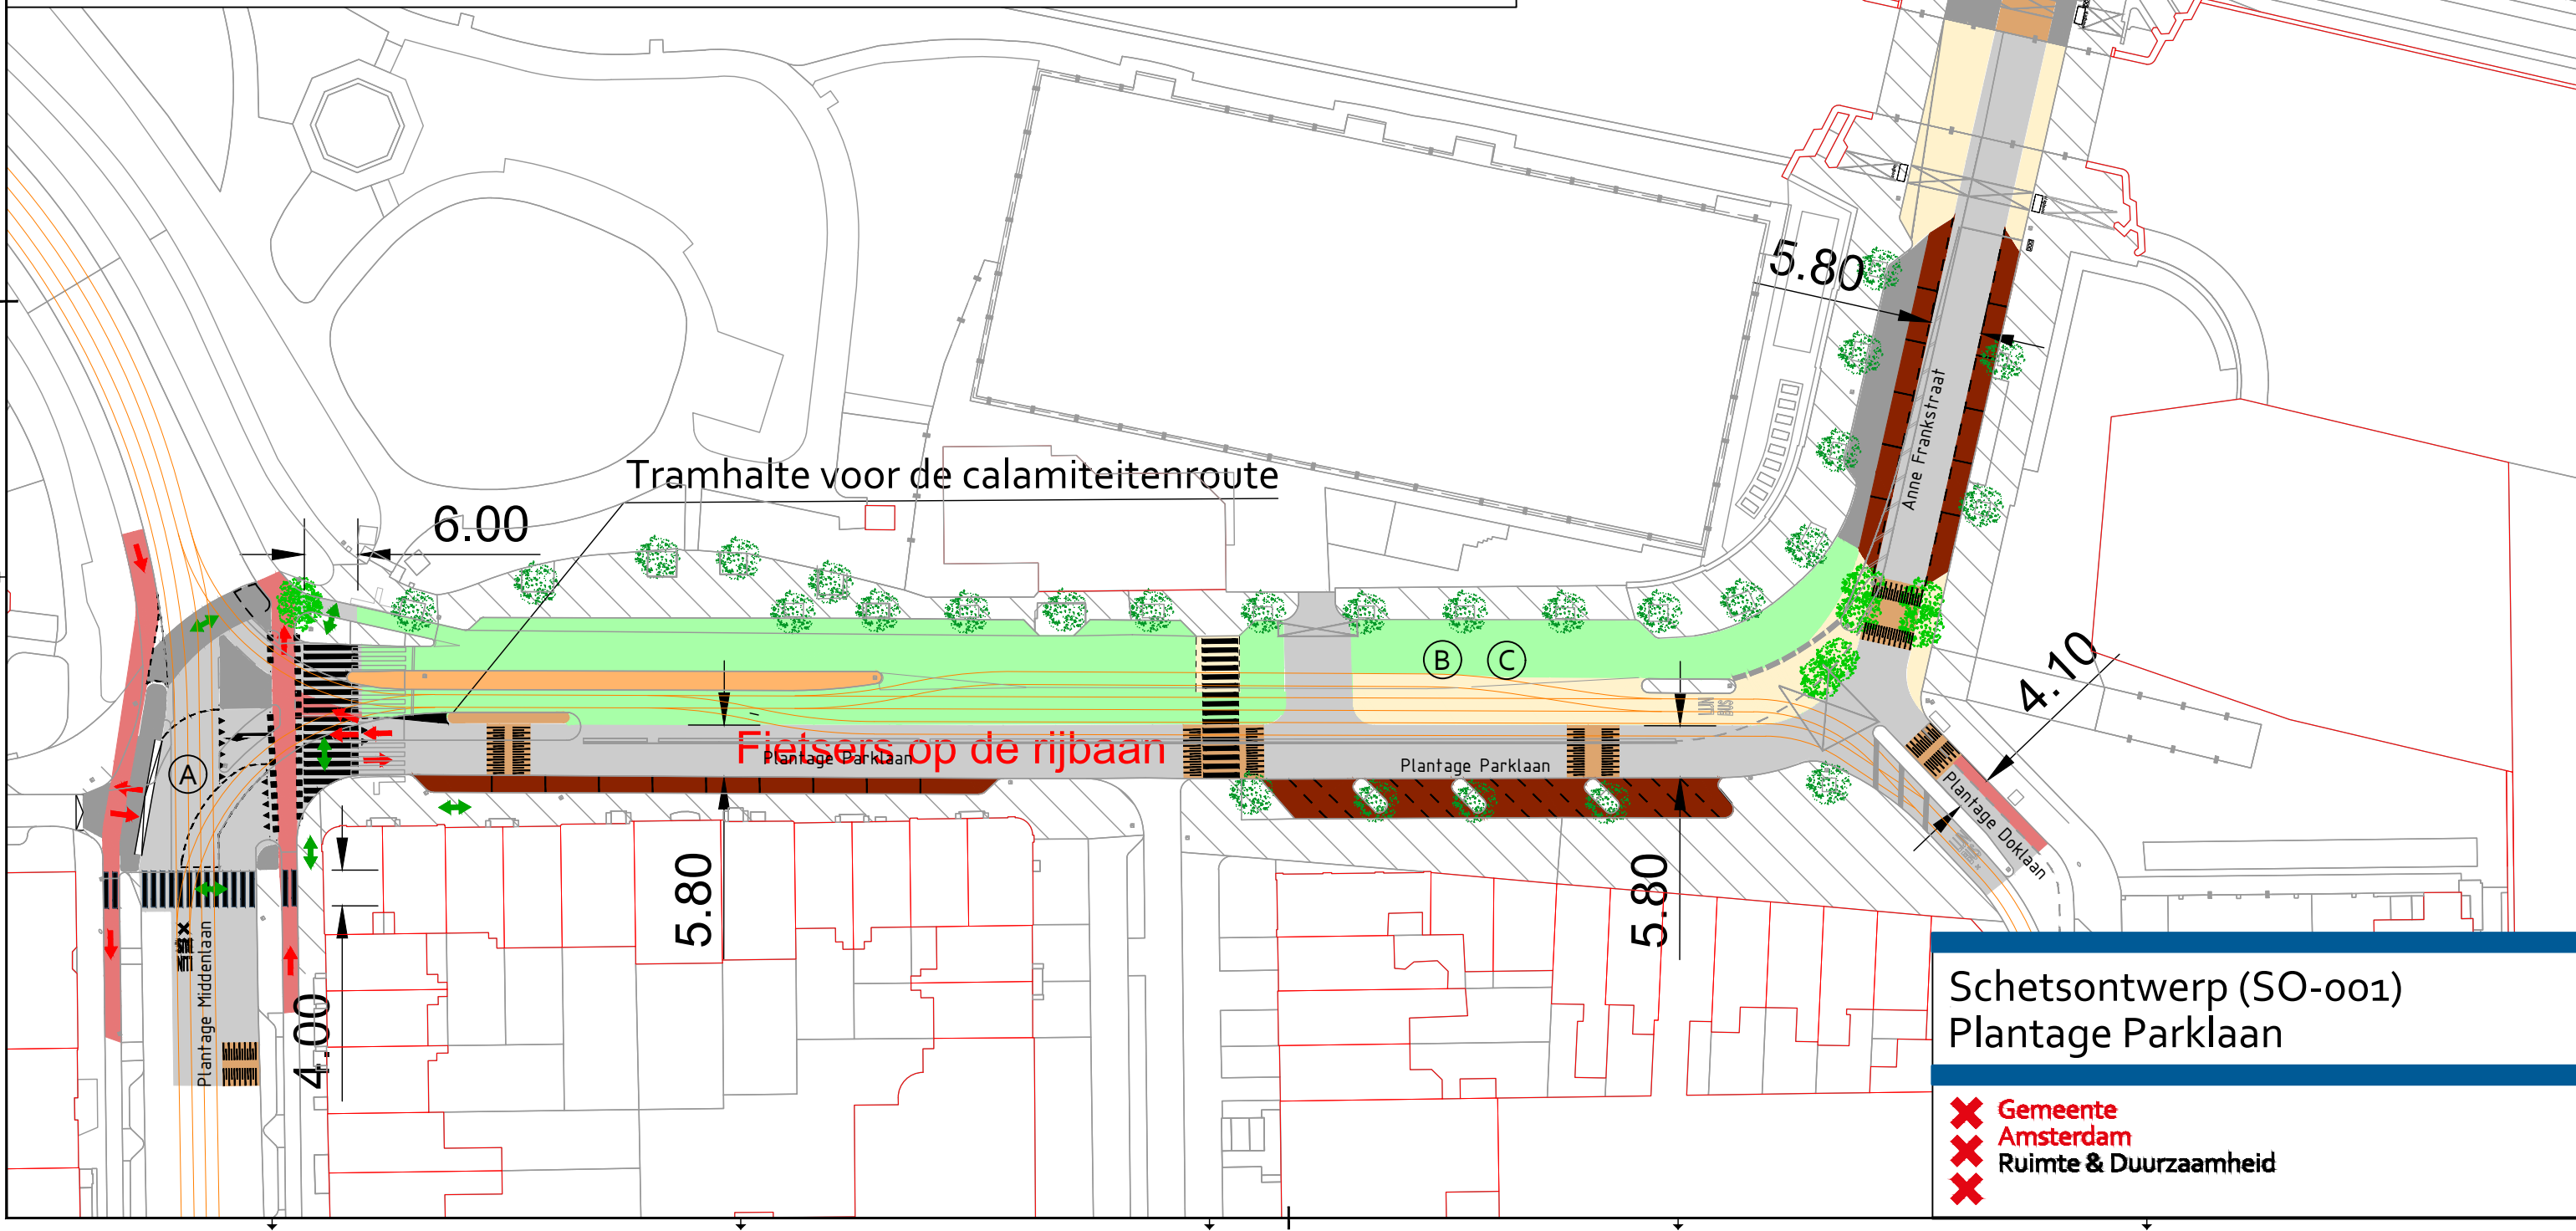 5.80
Anne Frankstraat
Tramhalte voor de calamiteitenroute
6.00
B
C
4.10
LIJN
BUS
Fietsers op de rijbaan
Plantage Parklaan
Plantage Parklaan
A
Plantage Doklaan
5.80
5.80
Plantage Middenlaan
4.00
Schetsontwerp (SO-001)
Plantage Parklaan
Gemeente
Amsterdam
Ruimte & Duurzaamheid